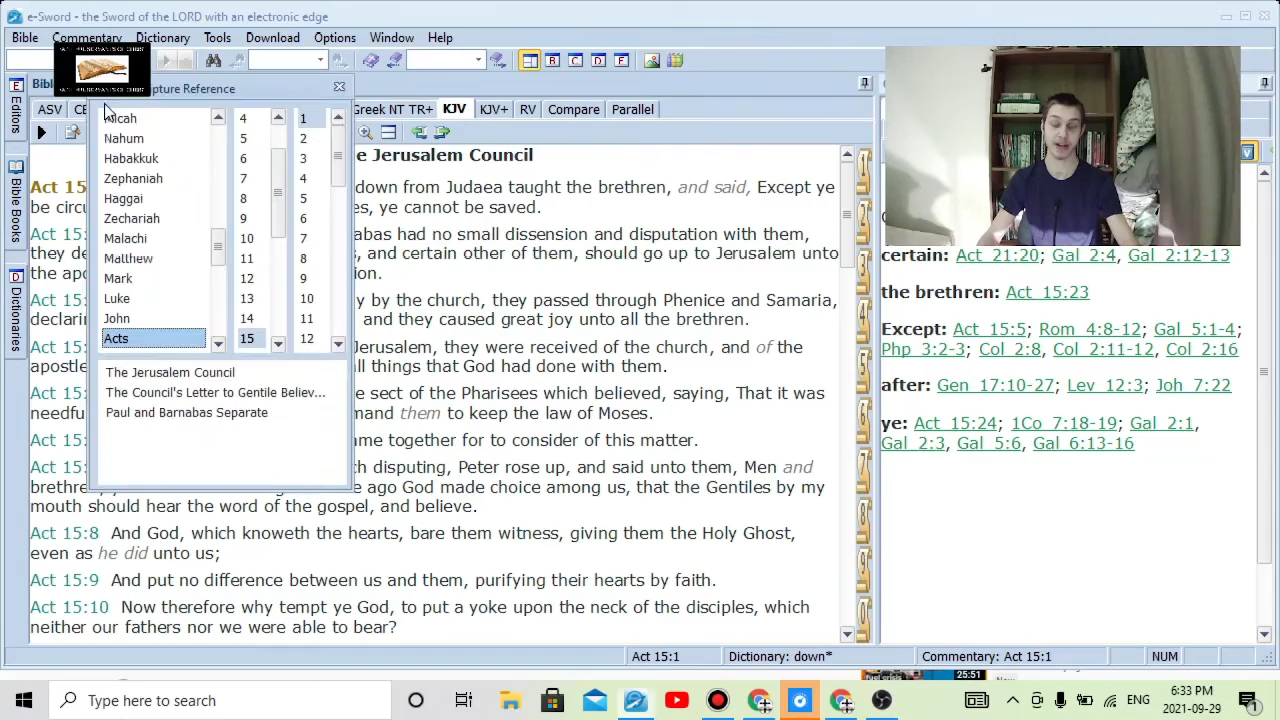 e-Sword - the Sword of the LORD with an electronic edge
Bible Commentary Dictionary Tools Download Options Window Help
B C D F
Bib
pture Reference
ASV
Greek NT TR+ KJV KJV+ RV Compare Parallel
E Editors
Bible Books
D Dictionaries
Nahum
Habakkuk
Zephaniah
Haggai
Zechariah
Malachi
Matthew
Mark
Luke
John
Acts
4
5
6
7
8
9
10
11
12
13
14
15
1
2
3
4
5
6
7
8
9
10
11
12
The Jerusalem Council
The Council's Letter to Gentile Believ...
Paul and Barnabas Separate
e Jerusalem Council
Act 15 down from Judaea taught the brethren, and said, Except ye
be circu s, ye cannot be saved.
Act 15: abas had no small dissension and disputation with them,
they de , and certain other of them, should go up to Jerusalem unto
the apo ion.
Act 15: y by the church, they passed through Phenice and Samaria,
declarin and they caused great joy unto all the brethren.
Act 15: Jerusalem, they were received of the church, and of the
apostle ll things that God had done with them.
Act 15: e sect of the Pharisees which believed, saying, That it was
needfu mand them to keep the law of Moses.
Act 15: ame together for to consider of this matter.
Act 15: h disputing, Peter rose up, and said unto them, Men and
brethre e ago God made choice among us, that the Gentiles by my
mouth should hear the word of the gospel, and believe.
Act 15:8 And God, which knoweth the hearts, bare them witness, giving them the Holy Ghost,
even as he did unto us;
Act 15:9 And put no difference between us and them, purifying their hearts by faith.
Act 15:10 Now therefore why tempt ye God, to put a yoke upon the neck of the disciples, which
neither our fathers nor we were able to bear?
certain: Act 21:20; Gal 2:4, Gal 2:12-13
the brethren: Act 15:23
Except: Act 15:5; Rom 4:8-12; Gal 5:1-4;
Php 3:2-3; Col 2:8, Col 2:11-12, Col 2:16
after: Gen 17:10-27; Lev 12:3; Joh 7:22
ye: Act 15:24; 1Co 7:18-19; Gal 2:1,
Gal 2:3, Gal 5:6, Gal 6:13-16
Act 15:1 Dictionary: down* Commentary: Act 15:1 NUM
25:51
Type here to search
ENG
6:33 PM
2021-09-29